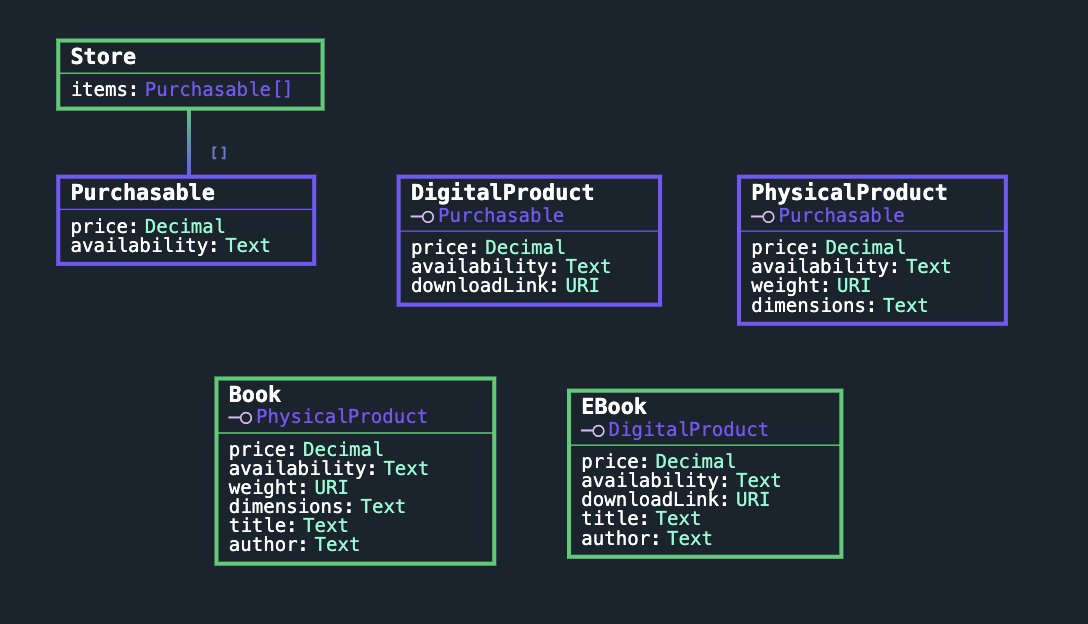 Store
items: Purchasable[]
[]
Purchasable
price: Decimal
availability: Text
DigitalProduct
Purchasable
price: Decimal
availability: Text
downloadLink: URI
PhysicalProduct
Purchasable
price: Decimal
availability: Text
weight: URI
dimensions: Text
Book
PhysicalProduct
price: Decimal
availability: Text
weight: URI
dimensions: Text
title: Text
author: Text
EBook
DigitalProduct
price: Decimal
availability: Text
downloadLink: URI
title: Text
author: Text